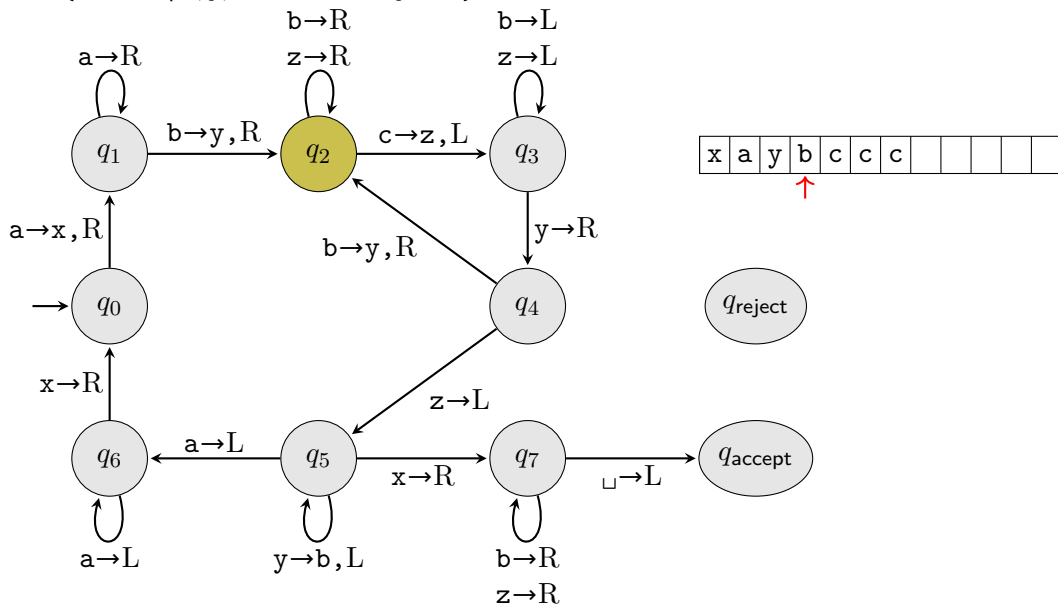 b→R
z→R
b→L
z→L
a→R
q1
b→y,R
q2
c→z,L
q3
x a y b c c c
a→x,R
b→y,R
y→R
q0
q4
qreject
x→R
z→L
q6
a→L
q5
x→R
q7
␣→L
qaccept
a→L
y→b,L
b→R
z→R